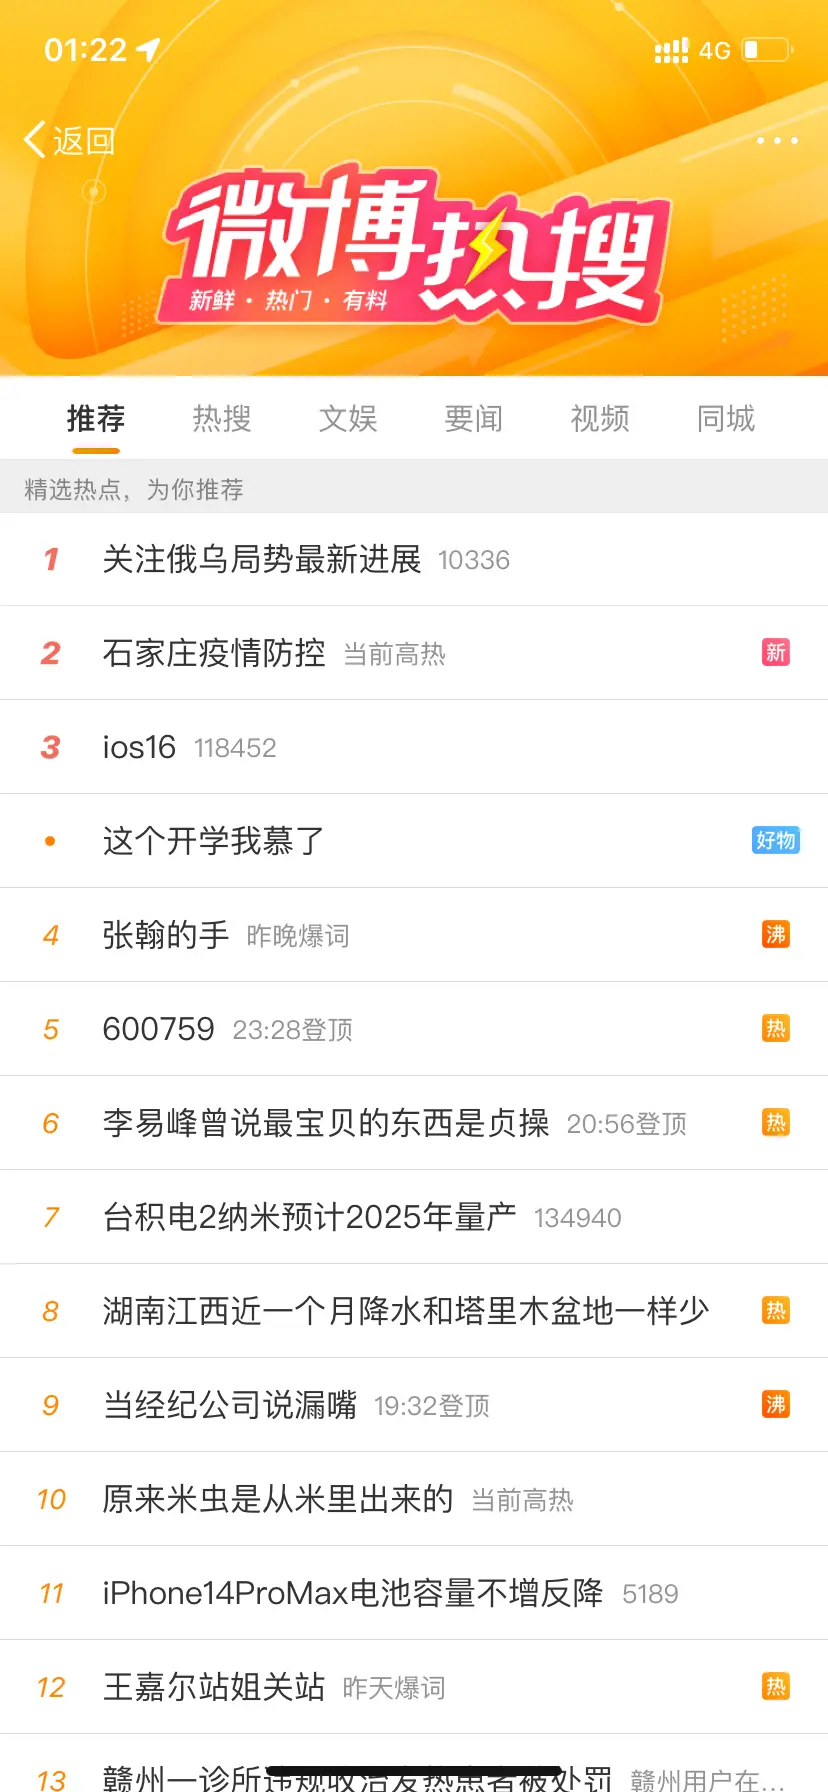 01:22
4G
返回
微博热搜
新鲜·热门·有料
推荐 热搜 文娱 要闻 视频 同城
精选热点，为你推荐
1 关注俄乌局势最新进展 10336
2 石家庄疫情防控 当前高热 新
3 ios16 118452
• 这个开学我慕了 好物
4 张翰的手 昨晚爆词 沸
5 600759 23:28登顶 热
6 李易峰曾说最宝贝的东西是贞操 20:56登顶 热
7 台积电2纳米预计2025年量产 134940
8 湖南江西近一个月降水和塔里木盆地一样少 热
9 当经纪公司说漏嘴 19:32登顶 沸
10 原来米虫是从米里出来的 当前高热
11 iPhone14ProMax电池容量不增反降 5189
12 王嘉尔站姐关站 昨天爆词 热
13 赣州一诊所违规收治发热患者被处罚 赣州用户在...